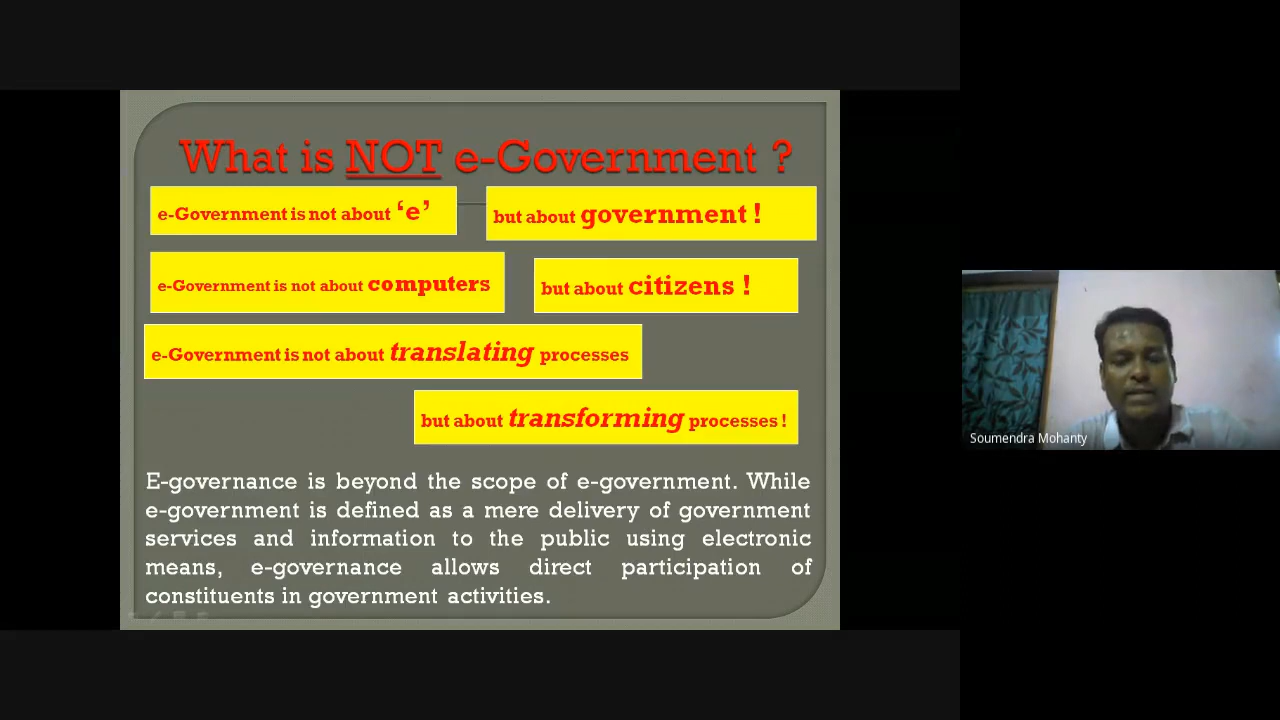 What is NOT e-Government ?
e-Government is not about ‘e’
but about government !
e-Government is not about computers
but about citizens !
e-Government is not about translating processes
but about transforming processes !
E-governance is beyond the scope of e-government. While
e-government is defined as a mere delivery of government
services and information to the public using electronic
means, e-governance allows direct participation of
constituents in government activities.
Soumendra Mohanty